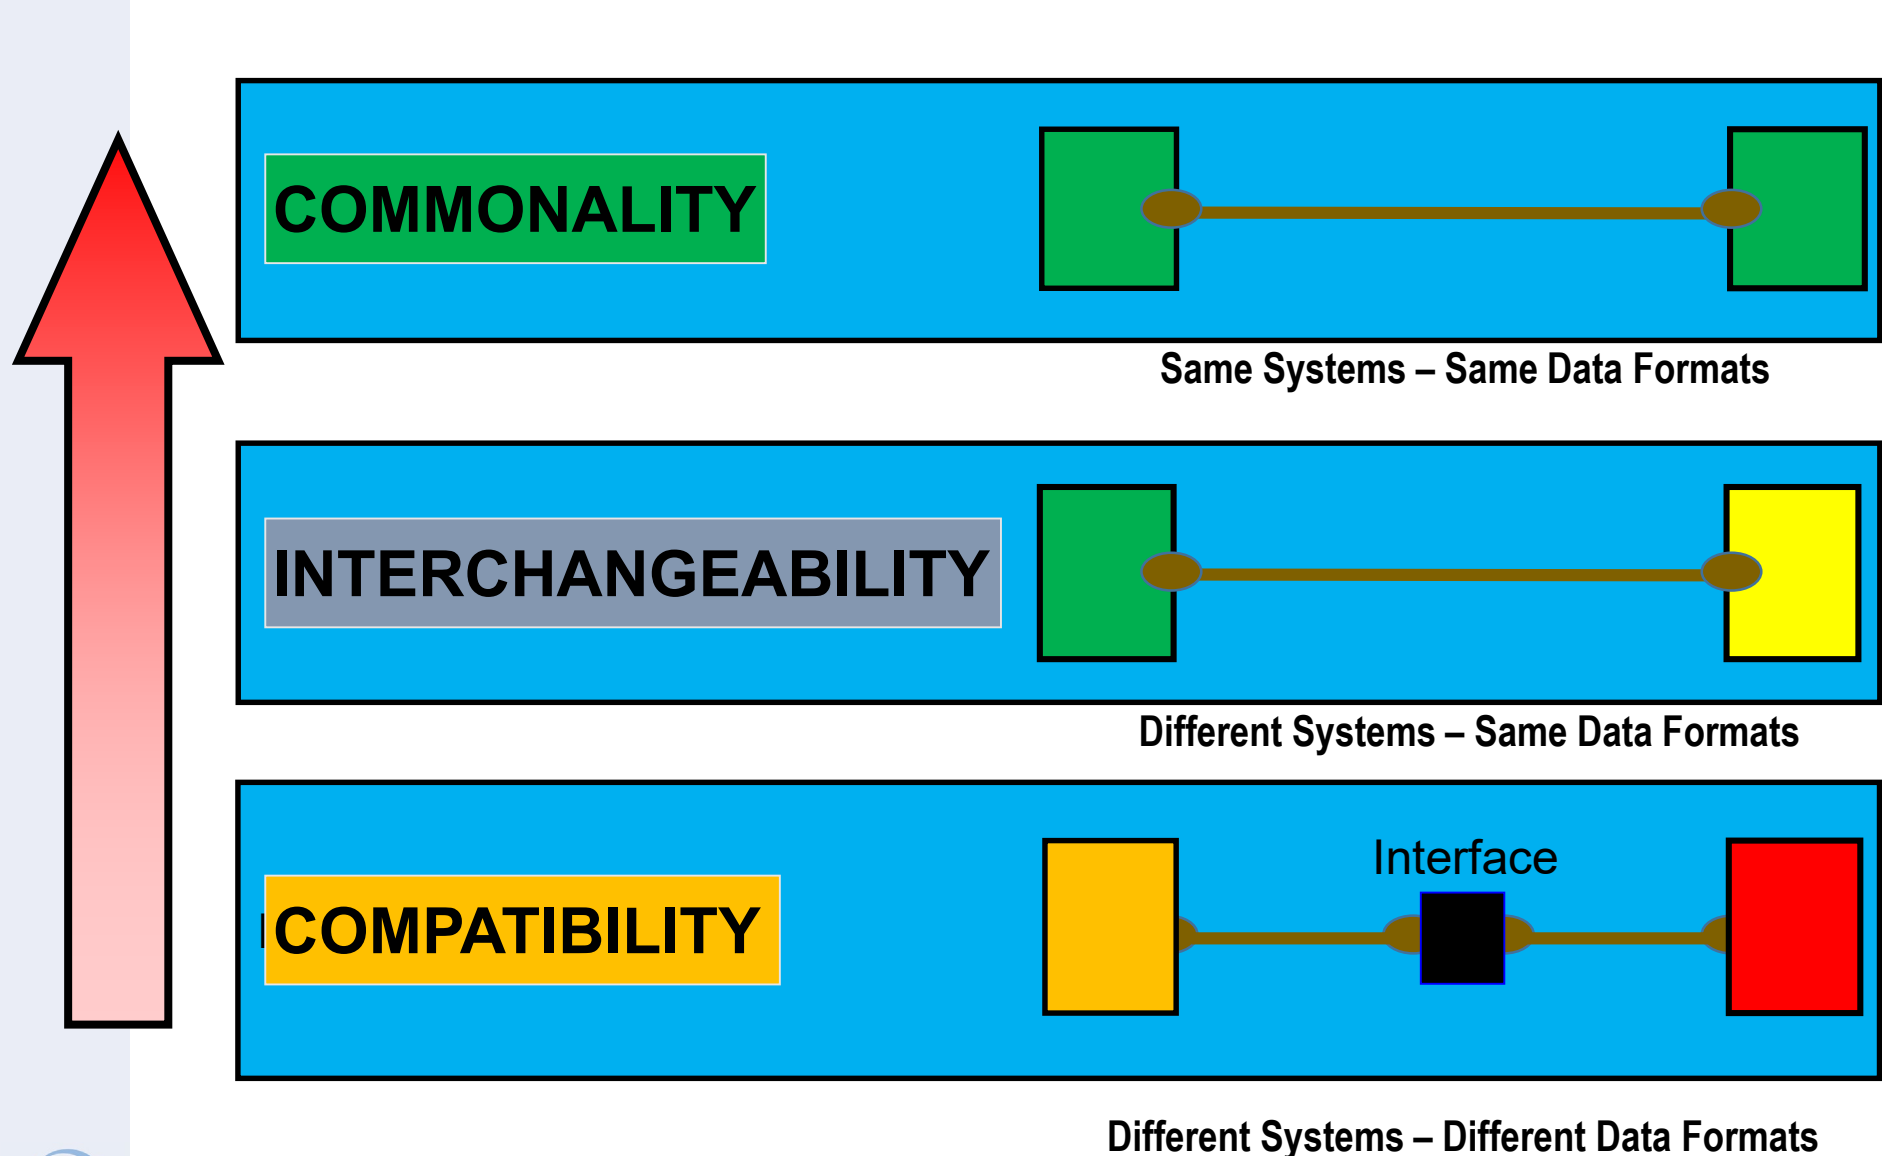 COMMONALITY
Same Systems – Same Data Formats
INTERCHANGEABILITY
Different Systems – Same Data Formats
Interface
COMPATIBILITY
Different Systems – Different Data Formats